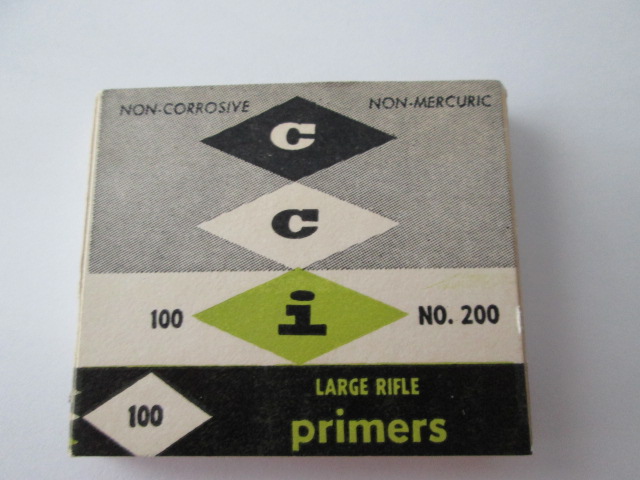 NON-CORROSIVE NON-MERCURIC
C
C
i
100 NO. 200
LARGE RIFLE
100 primers